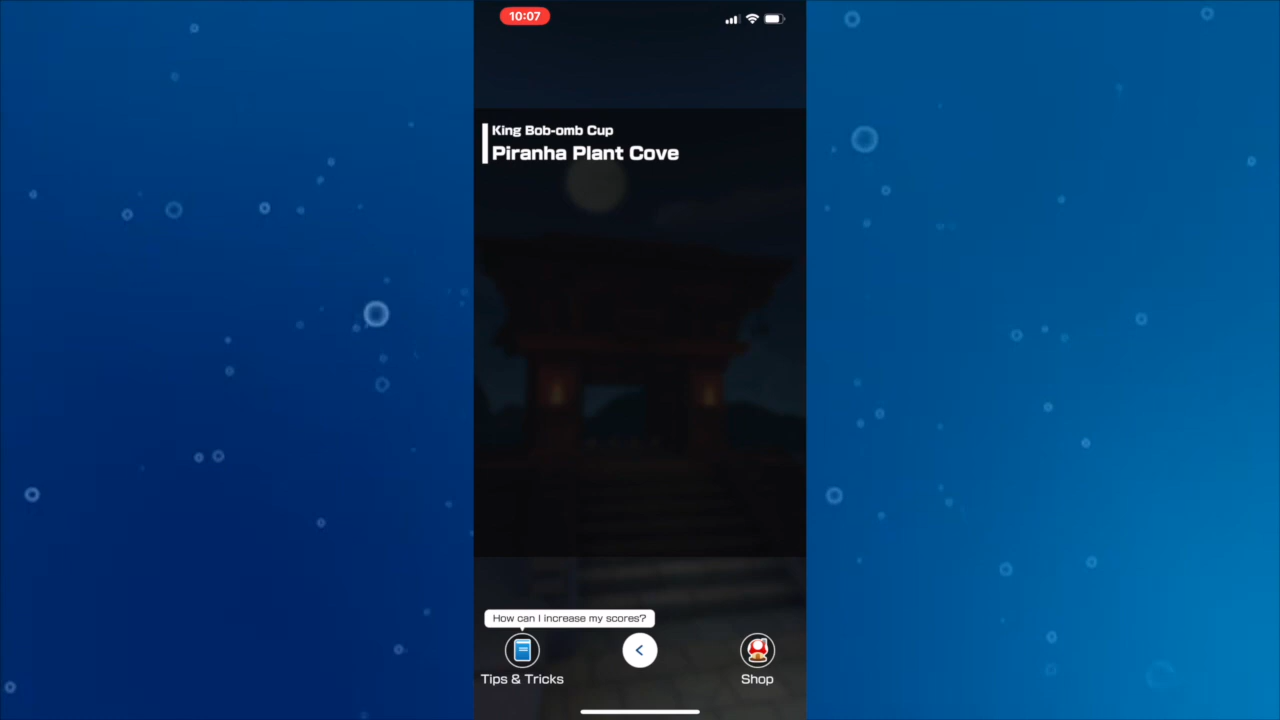 10:07
King Bob-omb Cup
Piranha Plant Cove
How can I increase my scores?
Tips & Tricks
Shop